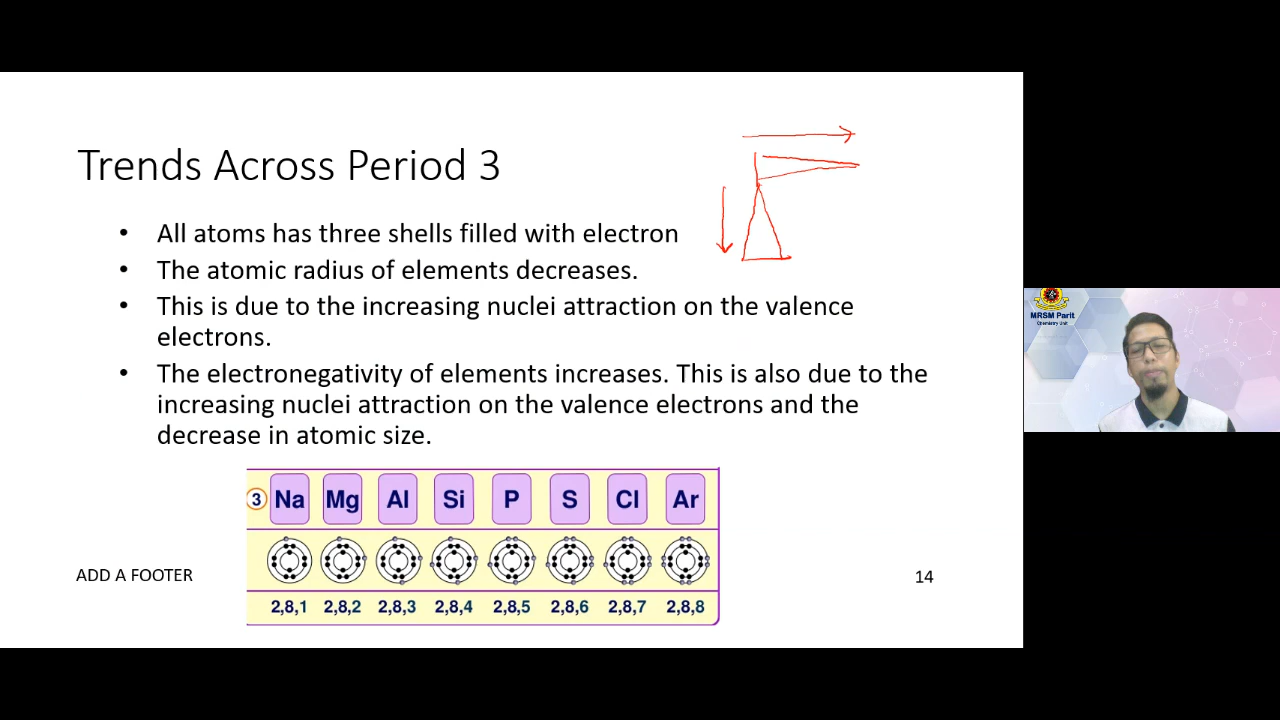 Trends Across Period 3
• All atoms has three shells filled with electron
• The atomic radius of elements decreases.
• This is due to the increasing nuclei attraction on the valence
electrons.
• The electronegativity of elements increases. This is also due to the
increasing nuclei attraction on the valence electrons and the
decrease in atomic size.
3 Na Mg Al Si P S Cl Ar
2,8,1 2,8,2 2,8,3 2,8,4 2,8,5 2,8,6 2,8,7 2,8,8
ADD A FOOTER
14
MRSM Parit
Chemistry Unit